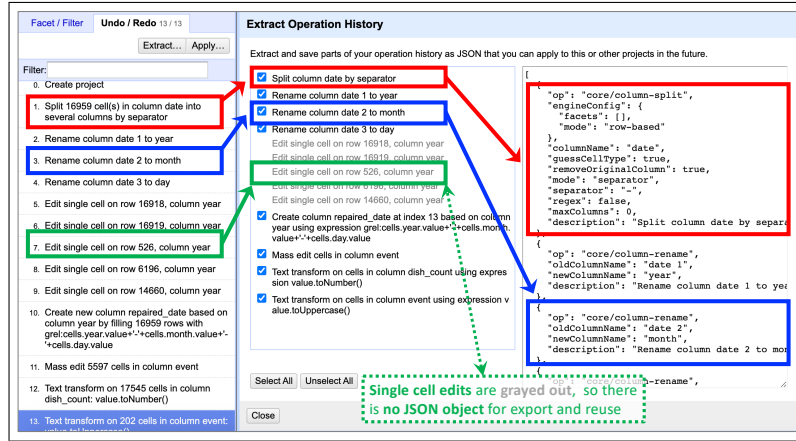 Facet / Filter Undo / Redo 13 / 13
Extract... Apply...
Filter:
0. Create project
1. Split 16959 cell(s) in column date into
several columns by separator
2. Rename column date 1 to year
3. Rename column date 2 to month
4. Rename column date 3 to day
5. Edit single cell on row 16918, column year
6. Edit single cell on row 16919, column year
7. Edit single cell on row 526, column year
8. Edit single cell on row 6196, column year
9. Edit single cell on row 14660, column year
10. Create new column repaired_date based on
column year by filling 16959 rows with
grel:cells.year.value+'-'+cells.month.value+'-
'+cells.day.value
11. Mass edit 5597 cells in column event
12. Text transform on 17545 cells in column
dish_count: value.toNumber()
13. Text transform on 202 cells in column event:
value.toUppercase()
Extract Operation History
Extract and save parts of your operation history as JSON that you can apply to this or other projects in the future.
Split column date by separator
Rename column date 1 to year
Rename column date 2 to month
Rename column date 3 to day
Edit single cell on row 16918, column year
Edit single cell on row 16919, column year
Edit single cell on row 526, column year
Edit single cell on row 6196, column year
Edit single cell on row 14660, column year
Create column repaired_date at index 13 based on column
year using expression grel:cells.year.value+'-'+cells.month.
value+'-'+cells.day.value
Mass edit cells in column event
Text transform on cells in column dish_count using expres
sion value.toNumber()
Text transform on cells in column event using expression v
alue.toUppercase()
Select All Unselect All
Close
[
{
"op": "core/column-split",
"engineConfig": {
"facets": [],
"mode": "row-based"
},
"columnName": "date",
"guessCellType": true,
"removeOriginalColumn": true,
"mode": "separator",
"separator": "-",
"regex": false,
"maxColumns": 0,
"description": "Split column date by separa
},
{
"op": "core/column-rename",
"oldColumnName": "date 1",
"newColumnName": "year",
"description": "Rename column date 1 to yea
},
{
"op": "core/column-rename",
"oldColumnName": "date 2",
"newColumnName": "month",
"description": "Rename column date 2 to mon
},
{
"op": "core/column-rename",
Single cell edits are grayed out, so there
is no JSON object for export and reuse